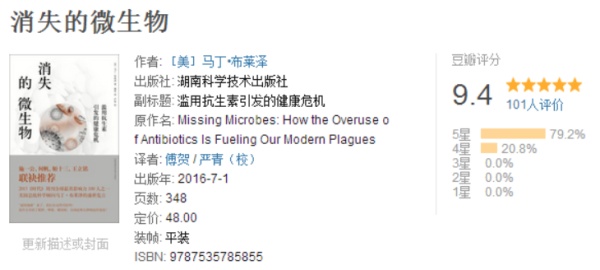 消失的微生物
消失
的微生物
滥用抗生素
引发的健康危机
联袂推荐
更新描述或封面
作者: [美] 马丁•布莱泽
出版社: 湖南科学技术出版社
副标题: 滥用抗生素引发的健康危机
原作名: Missing Microbes: How the Overuse o
f Antibiotics Is Fueling Our Modern Plagues
译者: 傅贺 / 严青（校）
出版年: 2016-7-1
页数: 348
定价: 48.00
装帧: 平装
ISBN: 9787535785855
豆瓣评分
9.4
101人评价
5星 79.2%
4星 20.8%
3星 0.0%
2星 0.0%
1星 0.0%